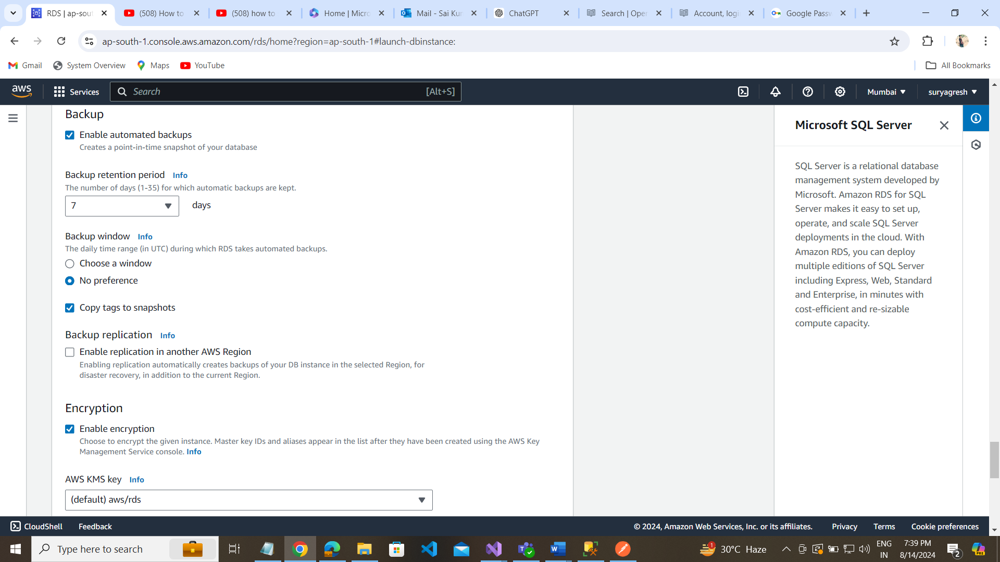 RDS | ap-sout
(508) How to
(508) how to
Home | Micro
Mail - Sai Kun
ChatGPT
Search | Oper
Account, logi
Google Passw
ap-south-1.console.aws.amazon.com/rds/home?region=ap-south-1#launch-dbinstance:
Gmail
System Overview
Maps
YouTube
All Bookmarks
aws
Services
Search
[Alt+S]
Mumbai
suryagresh
Backup
Enable automated backups
Creates a point-in-time snapshot of your database
Backup retention period Info
The number of days (1-35) for which automatic backups are kept.
7
days
Backup window Info
The daily time range (in UTC) during which RDS takes automated backups.
Choose a window
No preference
Copy tags to snapshots
Backup replication Info
Enable replication in another AWS Region
Enabling replication automatically creates backups of your DB instance in the selected Region, for
disaster recovery, in addition to the current Region.
Encryption
Enable encryption
Choose to encrypt the given instance. Master key IDs and aliases appear in the list after they have been created using the AWS Key
Management Service console. Info
AWS KMS key Info
(default) aws/rds
Microsoft SQL Server
SQL Server is a relational database
management system developed by
Microsoft. Amazon RDS for SQL
Server makes it easy to set up,
operate, and scale SQL Server
deployments in the cloud. With
Amazon RDS, you can deploy
multiple editions of SQL Server
including Express, Web, Standard
and Enterprise, in minutes with
cost-efficient and re-sizable
compute capacity.
CloudShell
Feedback
© 2024, Amazon Web Services, Inc. or its affiliates.
Privacy
Terms
Cookie preferences
Type here to search
1
30°C Haze
ENG
IN
7:39 PM
8/14/2024
2
PRE